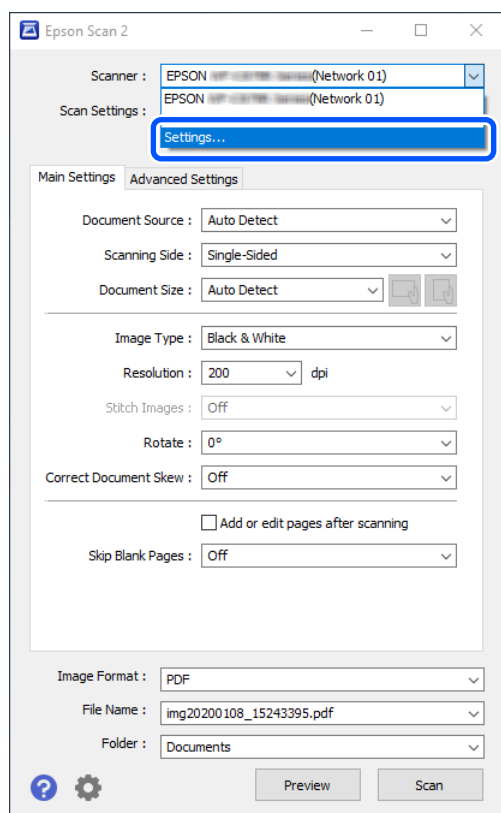 Epson Scan 2
Scanner : EPSON (Network 01)
EPSON (Network 01)
Scan Settings :
Settings...
Main Settings Advanced Settings
Document Source : Auto Detect
Scanning Side : Single-Sided
Document Size : Auto Detect
Image Type : Black & White
Resolution : 200 dpi
Stitch Images : Off
Rotate : 0°
Correct Document Skew : Off
Add or edit pages after scanning
Skip Blank Pages : Off
Image Format : PDF
File Name : img20200108_15243395.pdf
Folder : Documents
? Preview Scan